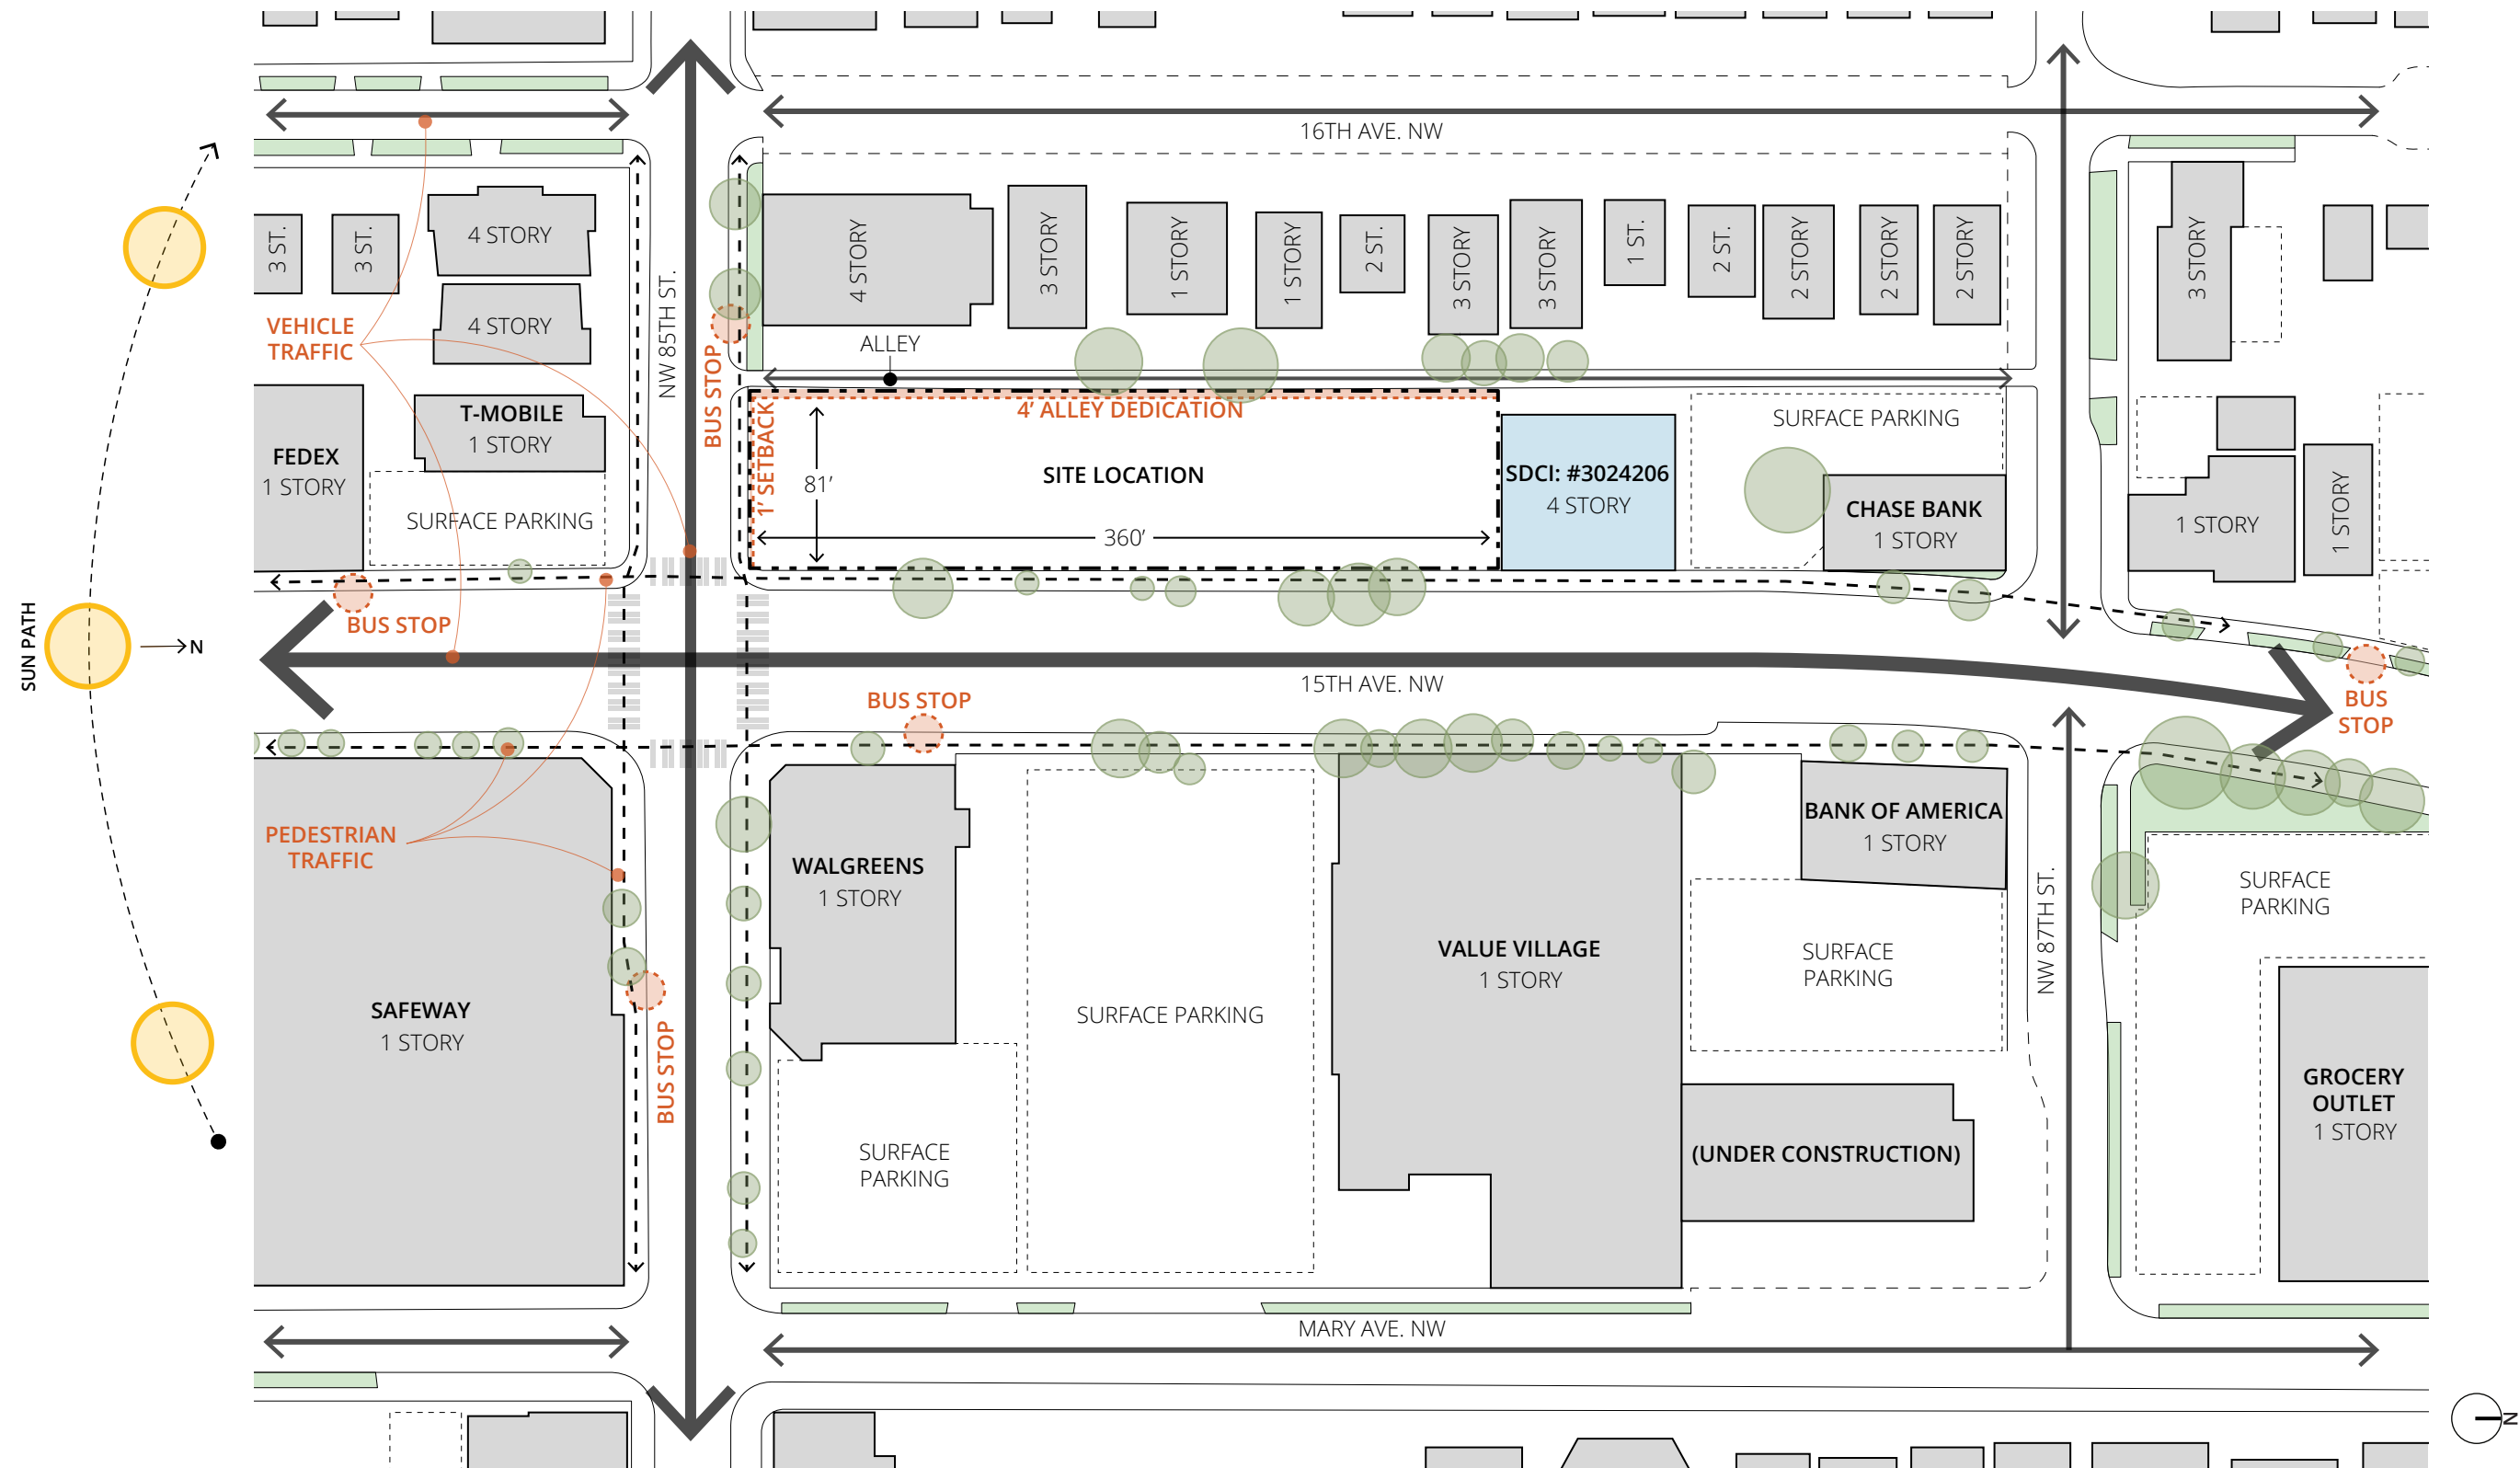 16TH AVE. NW
3 ST.
3 ST.
4 STORY
4 STORY
VEHICLE
TRAFFIC
NW 85TH ST.
BUS STOP
4 STORY
3 STORY
1 STORY
1 STORY
2 ST.
3 STORY
3 STORY
1 ST.
2 ST.
2 STORY
2 STORY
2 STORY
3 STORY
ALLEY
FEDEX
1 STORY
T-MOBILE
1 STORY
SURFACE PARKING
1' SETBACK
4' ALLEY DEDICATION
81'
SITE LOCATION
360'
SDCI: #3024206
4 STORY
SURFACE PARKING
CHASE BANK
1 STORY
1 STORY
1 STORY
SUN PATH
N
BUS STOP
15TH AVE. NW
BUS STOP
BUS
STOP
PEDESTRIAN
TRAFFIC
WALGREENS
1 STORY
BANK OF AMERICA
1 STORY
NW 87TH ST.
SURFACE
PARKING
VALUE VILLAGE
1 STORY
SURFACE
PARKING
SAFEWAY
1 STORY
BUS STOP
SURFACE PARKING
SURFACE
PARKING
(UNDER CONSTRUCTION)
GROCERY
OUTLET
1 STORY
MARY AVE. NW
N